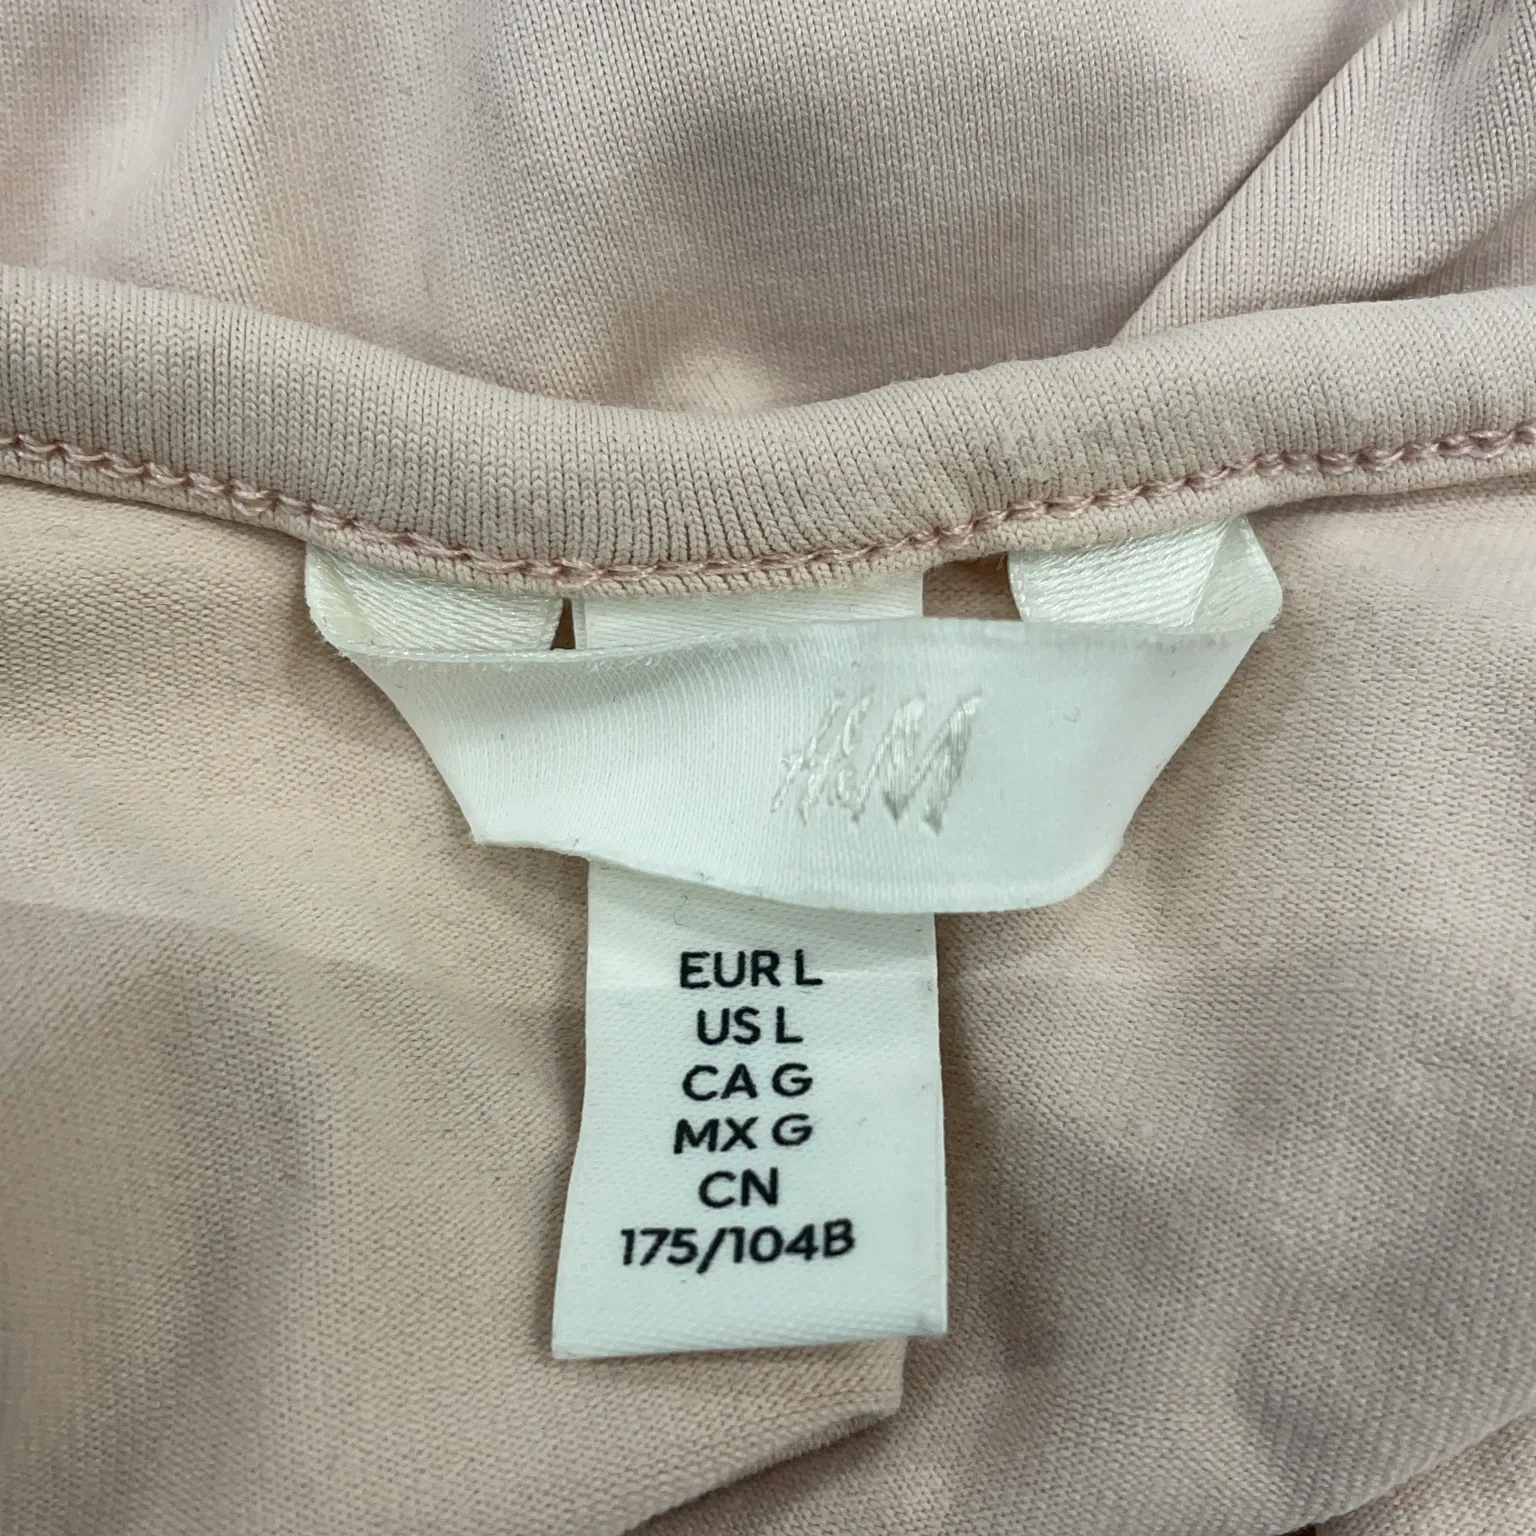 H&M
EUR L
US L
CA G
MX G
CN
175/104B